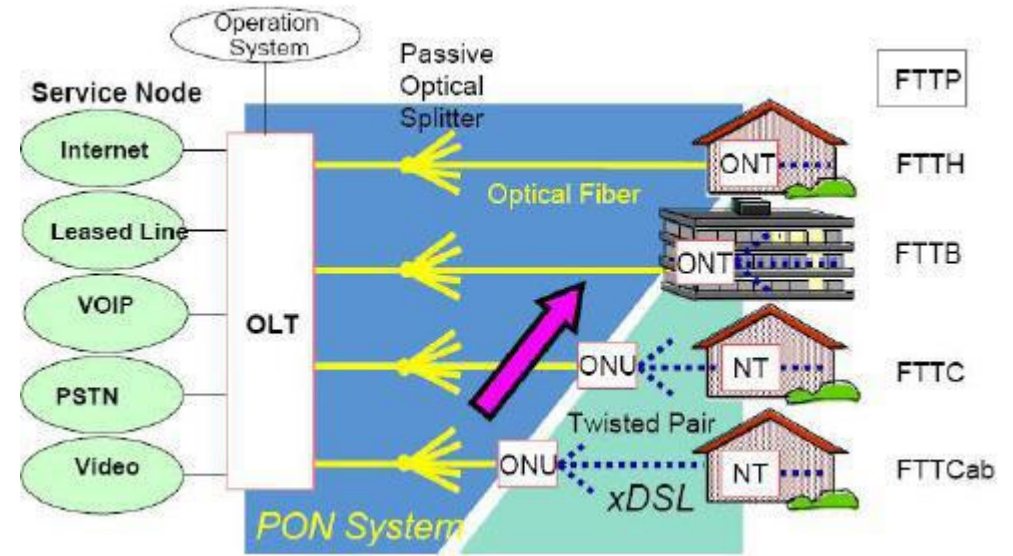 Operation
System
Passive
Optical
Splitter
FTTP
Service Node
Internet
ONT
FTTH
Optical Fiber
Leased Line
ONT
FTTB
VOIP
OLT
ONU
NT
FTTC
PSTN
Twisted Pair
Video
ONU
NT
FTTCab
xDSL
PON System